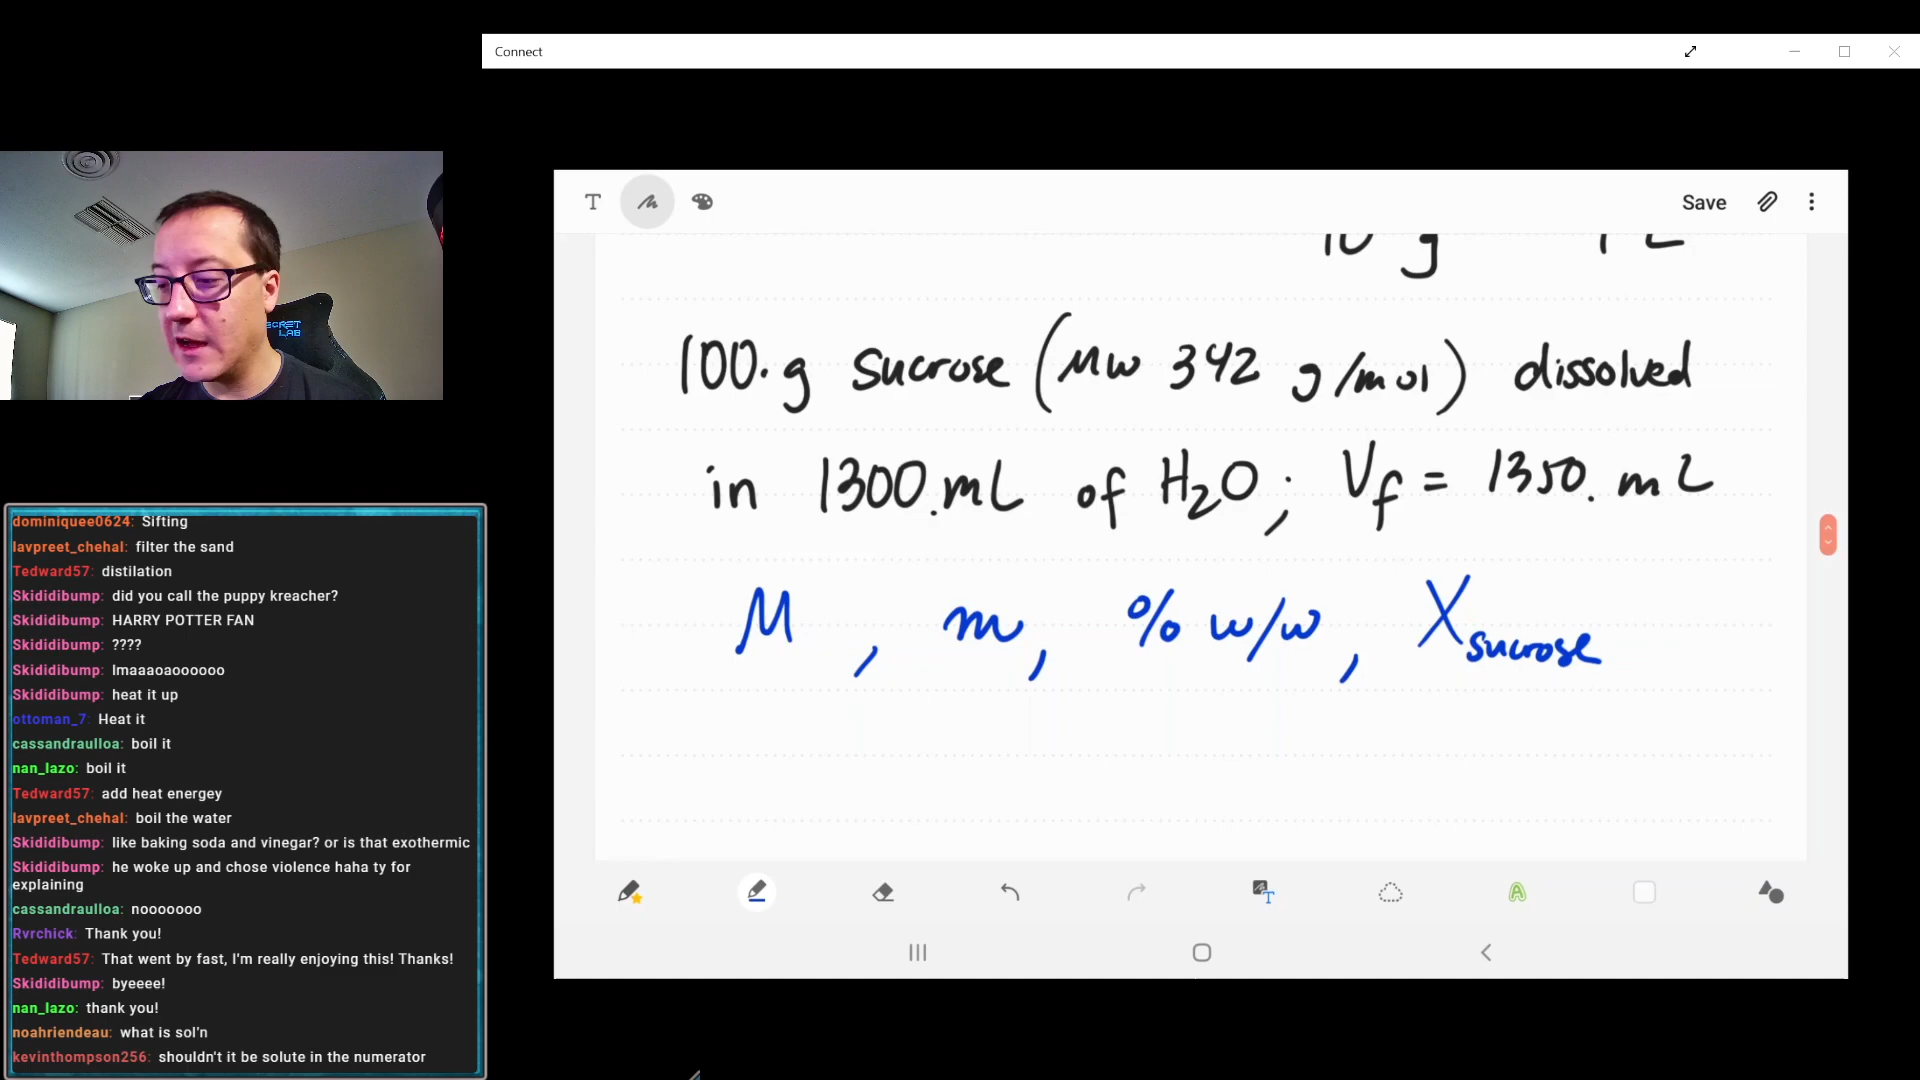 Connect
T
Save
10 g 1 L
100. g sucrose (MW 342 g/mol) dissolved
in 1300. mL of H2O; Vf = 1350. mL
M , m, % w/w, Xsucrose
LAB
dominiquee0624: Sifting
lavpreet_chehal: filter the sand
Tedward57: distilation
Skididibump: did you call the puppy kreacher?
Skididibump: HARRY POTTER FAN
Skididibump: ????
Skididibump: lmaaaoaoooooo
Skididibump: heat it up
ottoman_7: Heat it
cassandraulloa: boil it
nan_lazo: boil it
Tedward57: add heat energey
lavpreet_chehal: boil the water
Skididibump: like baking soda and vinegar? or is that exothermic
Skididibump: he woke up and chose violence haha ty for
explaining
cassandraulloa: nooooooo
Rvrchick: Thank you!
Tedward57: That went by fast, I'm really enjoying this! Thanks!
Skididibump: byeeee!
nan_lazo: thank you!
noahriendeau: what is sol'n
kevinthompson256: shouldn't it be solute in the numerator